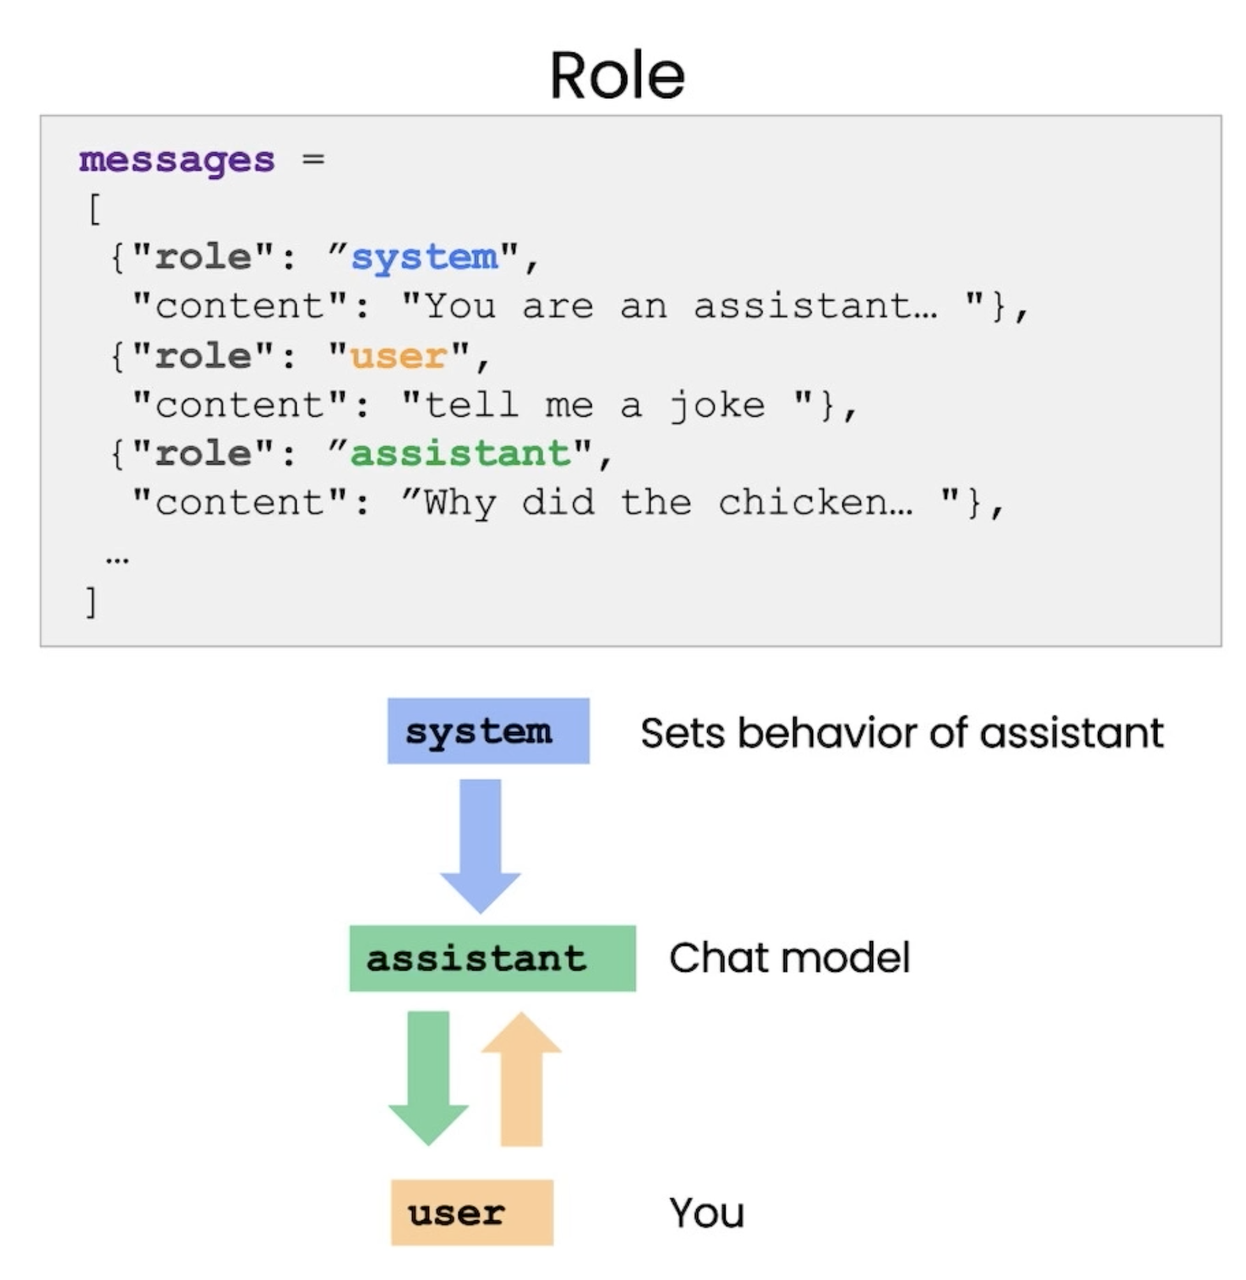 Role
messages =
[
{"role": ”system",
"content": "You are an assistant… "},
{"role": "user",
"content": "tell me a joke "},
{"role": ”assistant",
"content": ”Why did the chicken… "},
…
]
system Sets behavior of assistant
assistant Chat model
user You